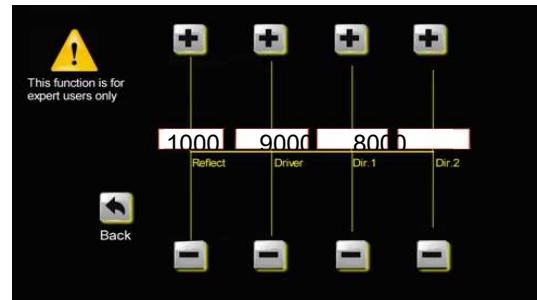 This function is for
expert users only
1000 9000 8000
Reflect Driver Dir.1 Dir.2
Back